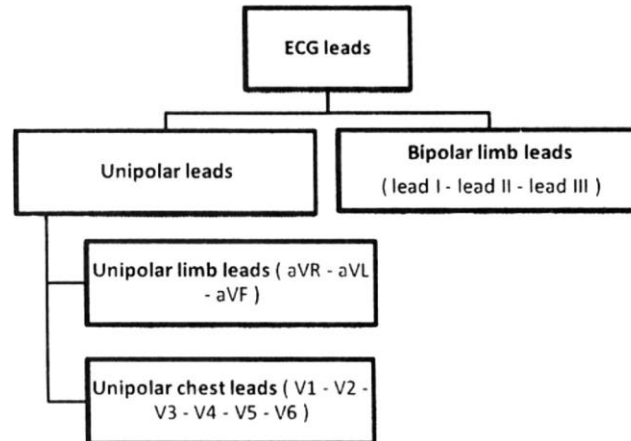 ECG leads
Unipolar leads
Bipolar limb leads
( lead I - lead II - lead III )
Unipolar limb leads ( aVR - aVL
- aVF )
Unipolar chest leads ( V1 - V2 -
V3 - V4 - V5 - V6 )